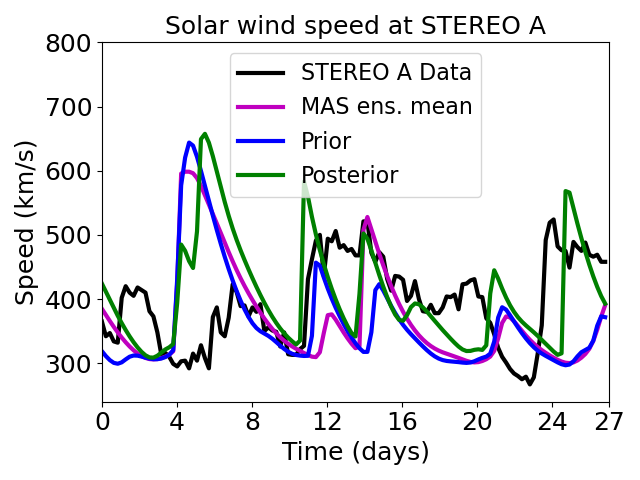 Solar wind speed at STEREO A
800
700
600
500
400
300
Speed (km/s)
STEREO A Data
MAS ens. mean
Prior
Posterior
0 4 8 12 16 20 24 27
Time (days)